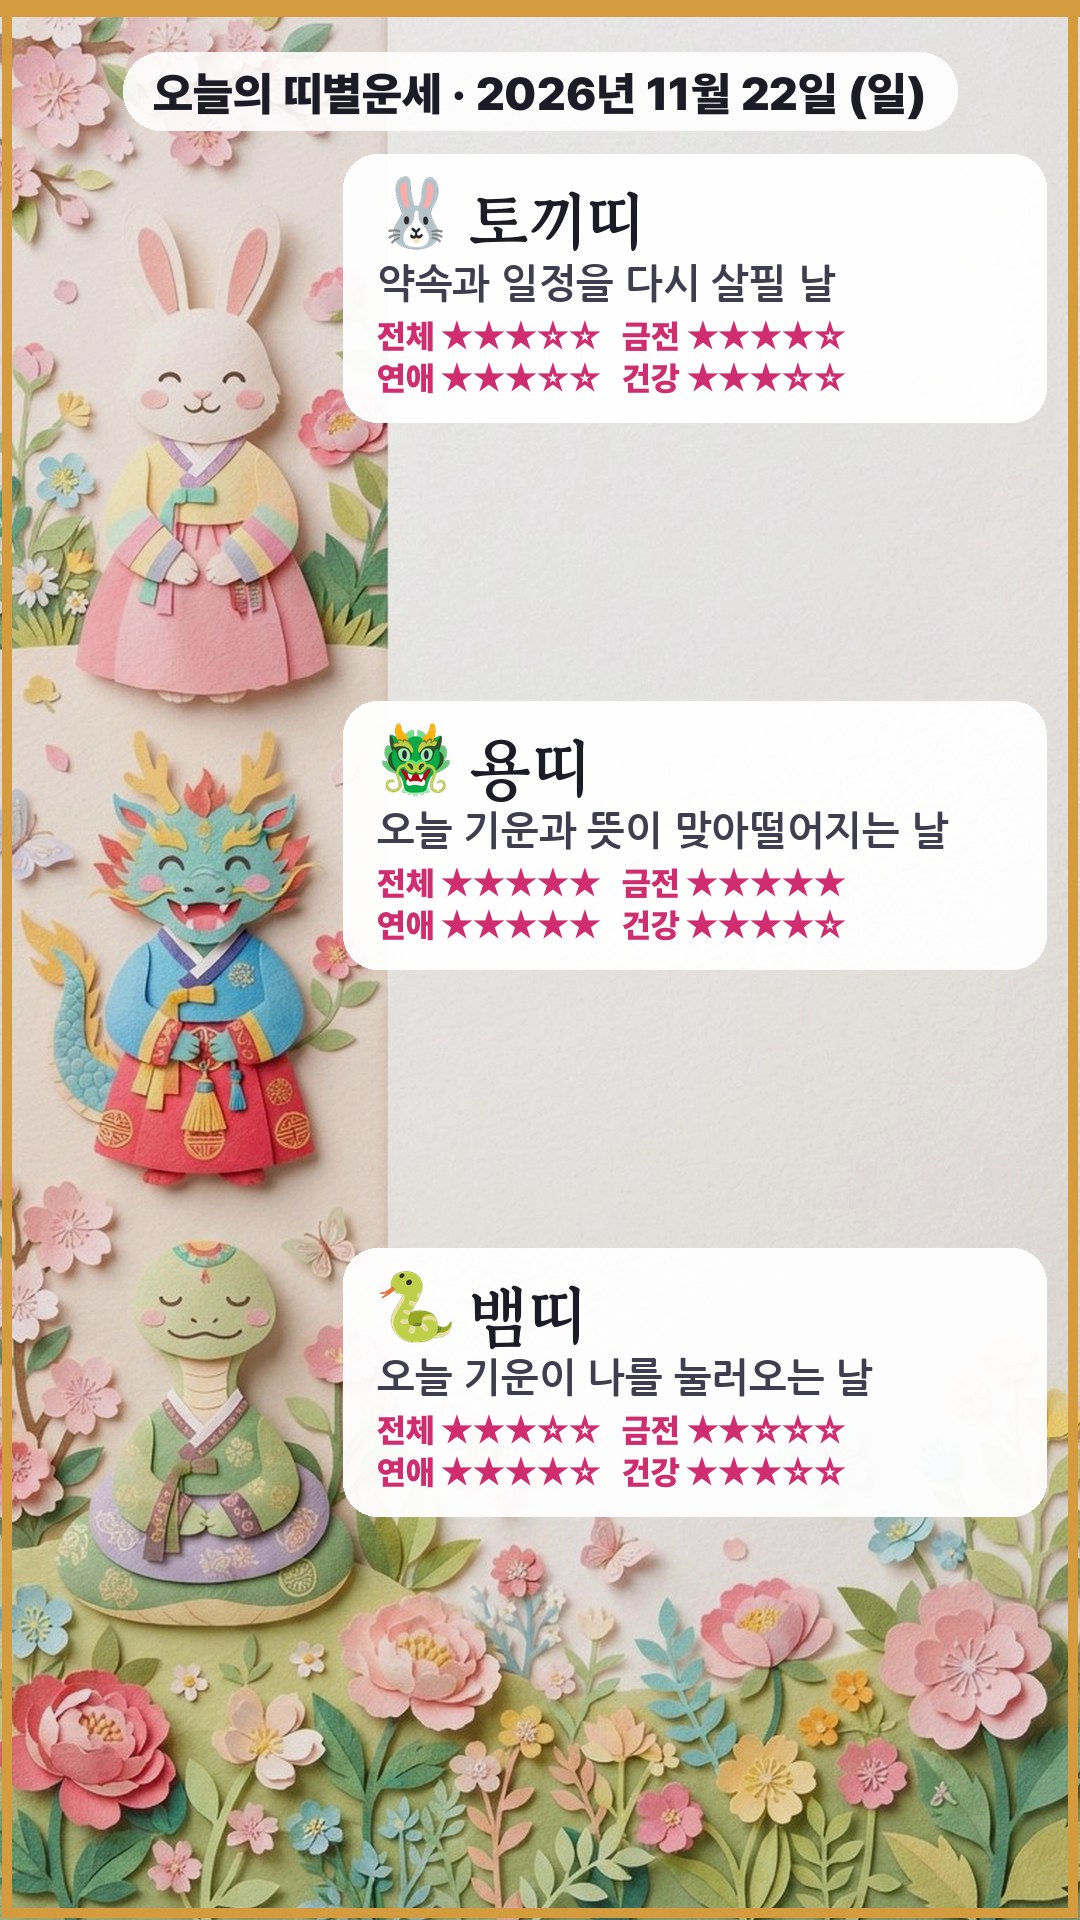 오늘의 띠별운세 · 2026년 11월 22일 (일)
토끼띠
약속과 일정을 다시 살필 날
전체 ★★★☆☆ 금전 ★★★★☆
연애 ★★★☆☆ 건강 ★★★☆☆
용띠
오늘 기운과 뜻이 맞아떨어지는 날
전체 ★★★★★ 금전 ★★★★★
연애 ★★★★★ 건강 ★★★★☆
뱀띠
오늘 기운이 나를 눌러오는 날
전체 ★★★☆☆ 금전 ★★☆☆☆
연애 ★★★★☆ 건강 ★★★☆☆